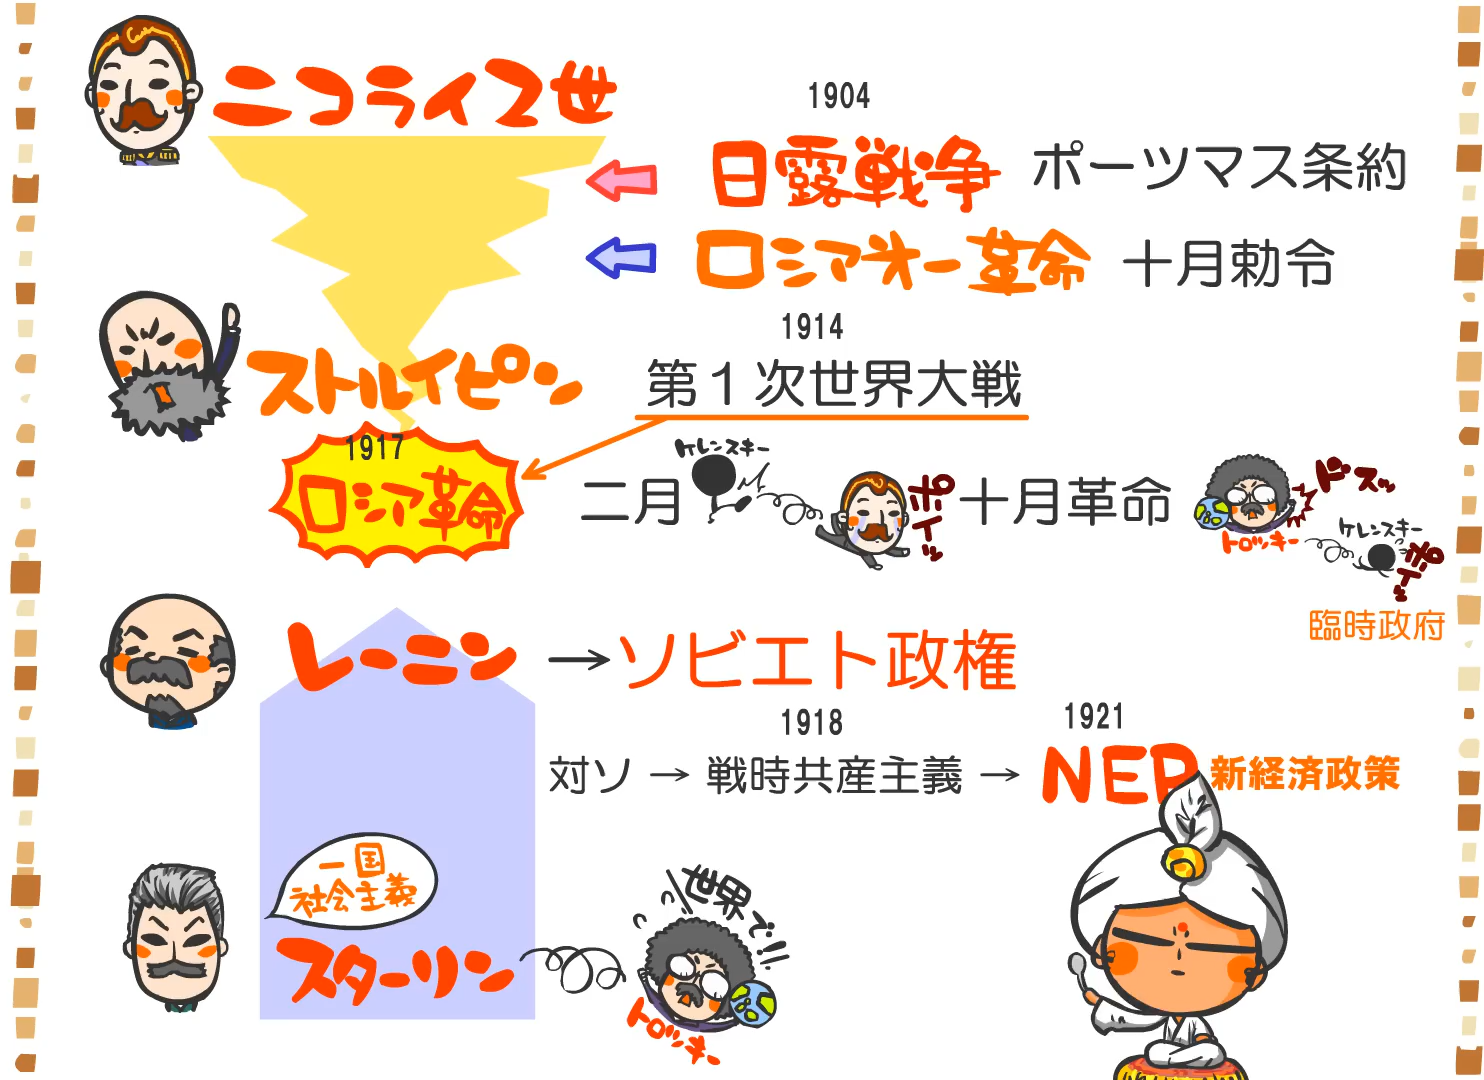 ニコライ2世
1904
日露戦争 ポーツマス条約
ロシア第一革命 十月勅令
1914
ストルイピン 第1次世界大戦
1917
ロシア革命
ケレンスキー
二月 ポイッ 十月革命
ドスッ
トロツキー
ケレンスキー
ポイッ
臨時政府
レーニン → ソビエト政権
1918
1921
対ソ → 戦時共産主義 → NEP 新経済政策
一国
社会主義
スターリン
世界で!!
トロツキー